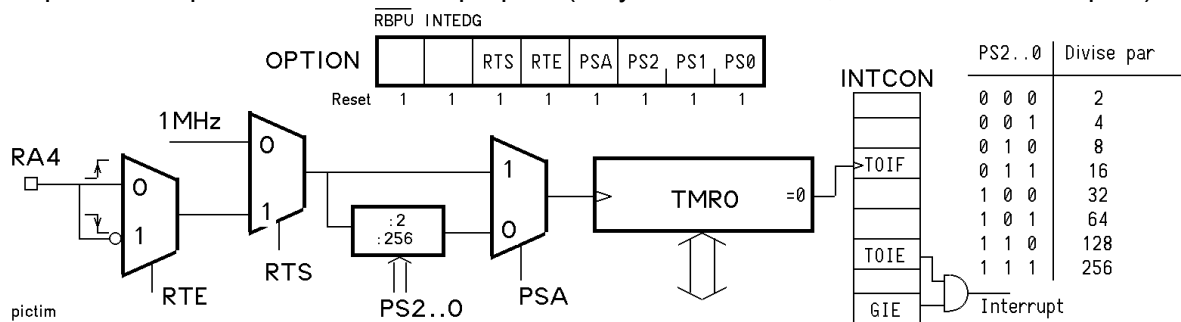 RBPU INTEDG
OPTION RTS RTE PSA PS2 PS1 PS0
Reset 1 1 1 1 1 1 1 1
PS2..0 Divise par
0 0 0 2
0 0 1 4
0 1 0 8
0 1 1 16
1 0 0 32
1 0 1 64
1 1 0 128
1 1 1 256
INTCON
TOIF
TOIE
GIE
Interrupt
1MHz
RA4
0
1
RTE
0
1
RTS
:2
:256
PS2..0
1
0
PSA
TMR0 =0
pictim